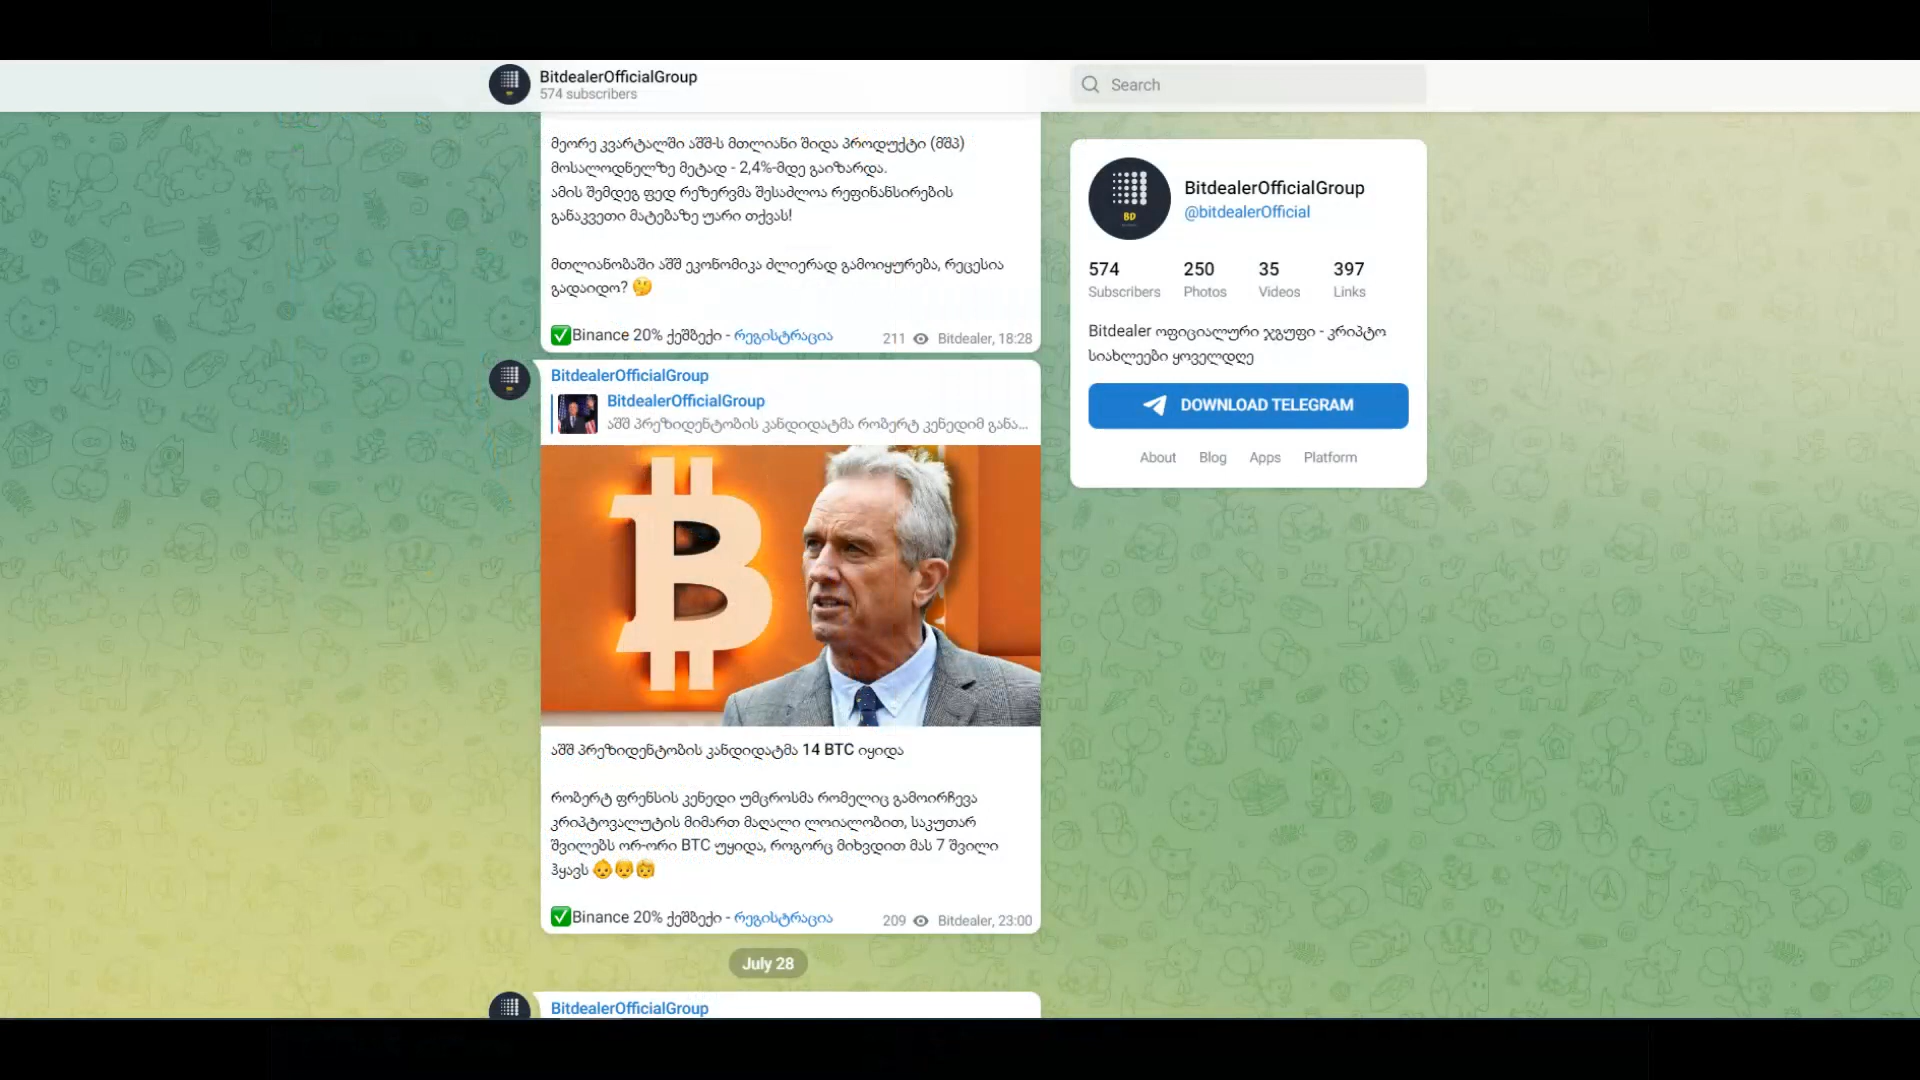 BitdealerOfficialGroup
574 subscribers
Search
მეორე კვარტალში აშშ-ს მთლიანი შიდა პროდუქტი (მშპ)
მოსალოდნელზე მეტად - 2,4%-მდე გაიზარდა.
ამის შემდეგ ფედ რეზერვმა შესაძლოა რეფინანსირების
განაკვეთი მატებაზე უარი თქვას!
მთლიანობაში აშშ ეკონომიკა ძლიერად გამოიყურება, რეცესია
გადაიდო? 🤔
✅Binance 20% ქეშბექი - რეგისტრაცია
211 Bitdealer, 18:28
BitdealerOfficialGroup
BitdealerOfficialGroup
აშშ პრეზიდენტობის კანდიდატმა რობერტ კენედიმ განა...
აშშ პრეზიდენტობის კანდიდატმა 14 BTC იყიდა
რობერტ ფრენსის კენედი უმცროსმა რომელიც გამოირჩევა
კრიპტოვალუტის მიმართ მაღალი ლოიალობით, საკუთარ
შვილებს ორ-ორი BTC უყიდა, როგორც მიხვდით მას 7 შვილი
ჰყავს 👶👦🧒
✅Binance 20% ქეშბექი - რეგისტრაცია
209 Bitdealer, 23:00
July 28
BitdealerOfficialGroup
BD
BitdealerOfficialGroup
@bitdealerOfficial
574 250 35 397
Subscribers Photos Videos Links
Bitdealer ოფიციალური ჯგუფი - კრიპტო
სიახლეები ყოველდღე
DOWNLOAD TELEGRAM
About Blog Apps Platform